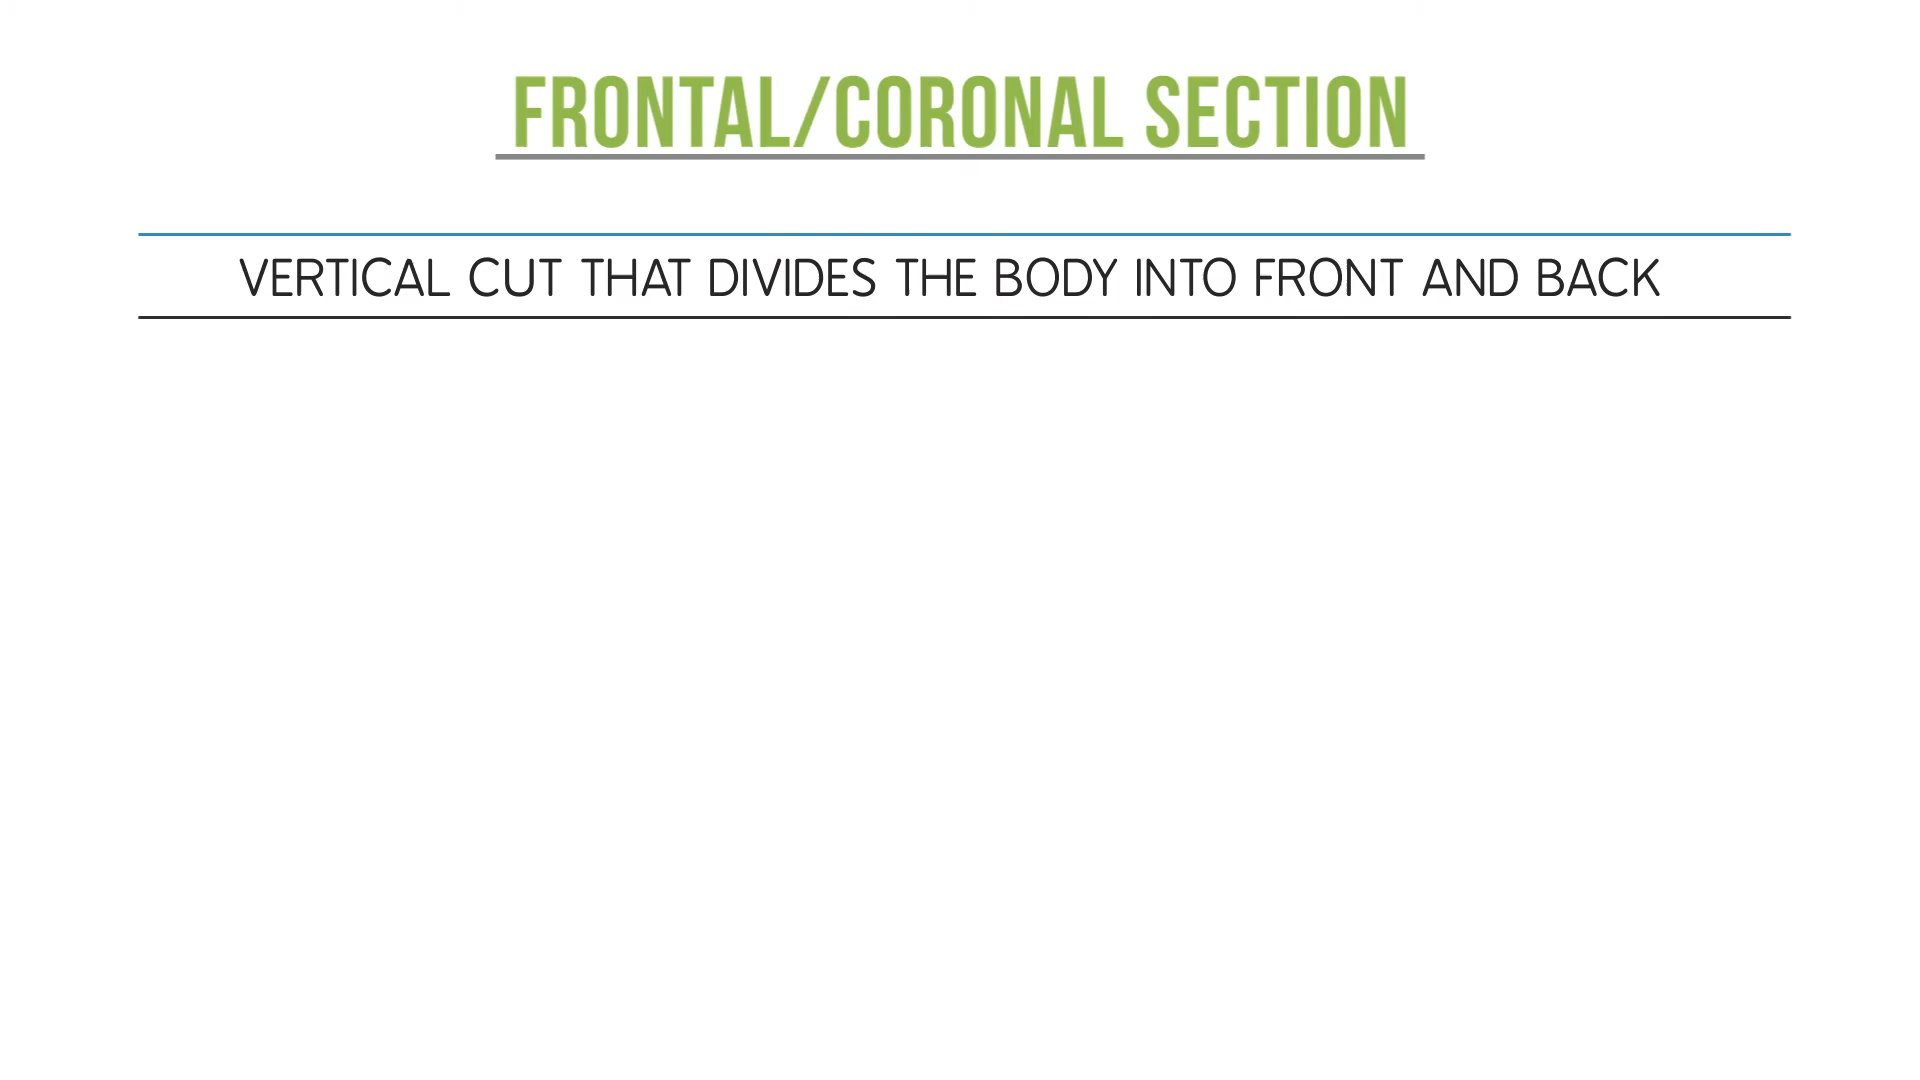 FRONTAL/CORONAL SECTION
VERTICAL CUT THAT DIVIDES THE BODY INTO FRONT AND BACK